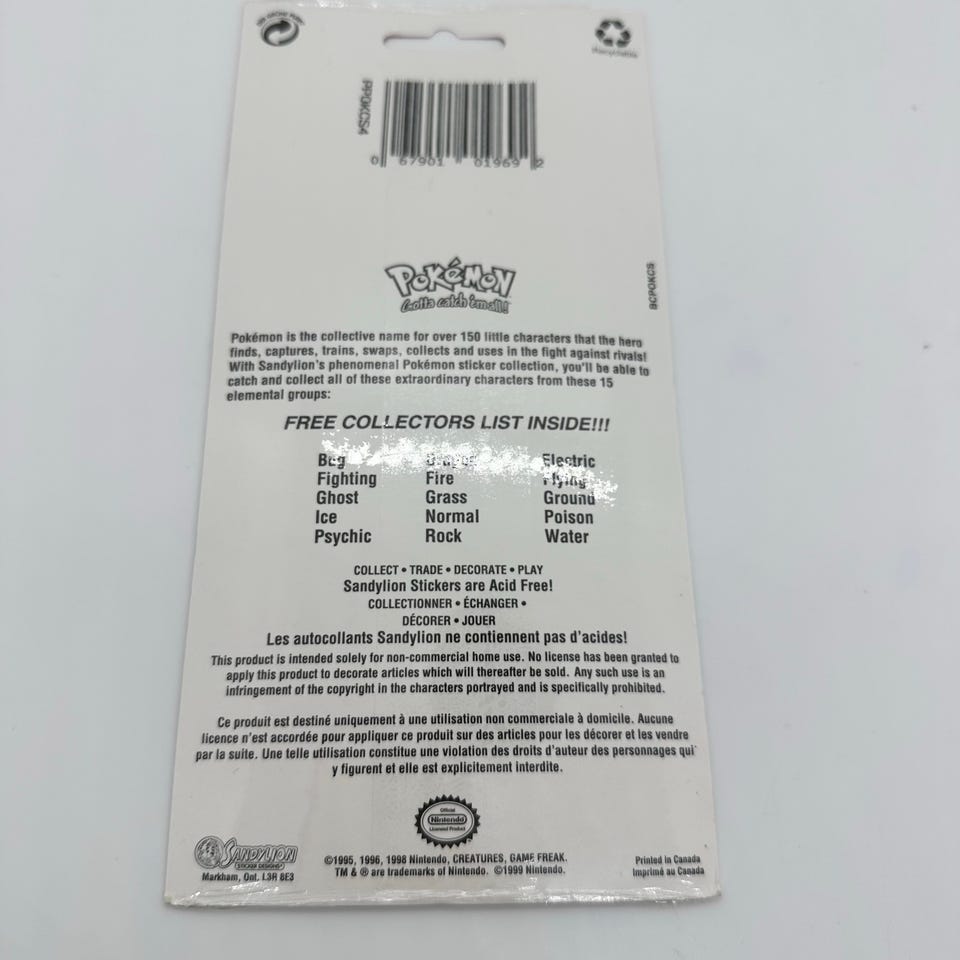 Recyclable
PPOKCS4
0 67901 01969 2
POKéMON
Gotta catch 'em all!
BCPOKCS
Pokémon is the collective name for over 150 little characters that the hero
finds, captures, trains, swaps, collects and uses in the fight against rivals!
With Sandylion's phenomenal Pokémon sticker collection, you'll be able to
catch and collect all of these extraordinary characters from these 15
elemental groups:
FREE COLLECTORS LIST INSIDE!!!
Bug Dragon Electric
Fighting Fire Flying
Ghost Grass Ground
Ice Normal Poison
Psychic Rock Water
COLLECT • TRADE • DECORATE • PLAY
Sandylion Stickers are Acid Free!
COLLECTIONNER • ÉCHANGER •
DÉCORER • JOUER
Les autocollants Sandylion ne contiennent pas d'acides!
This product is intended solely for non-commercial home use. No license has been granted to
apply this product to decorate articles which will thereafter be sold. Any such use is an
infringement of the copyright in the characters portrayed and is specifically prohibited.
Ce produit est destiné uniquement à une utilisation non commerciale à domicile. Aucune
licence n'est accordée pour appliquer ce produit sur des articles pour les décorer et les vendre
par la suite. Une telle utilisation constitue une violation des droits d'auteur des personnages qui
y figurent et elle est explicitement interdite.
Official
Nintendo
Licensed Product
SANDYLION
STICKER DESIGNS
Markham, Ont. L3R 8E3
©1995, 1996, 1998 Nintendo, CREATURES, GAME FREAK.
TM & ® are trademarks of Nintendo. ©1999 Nintendo.
Printed in Canada
Imprimé au Canada